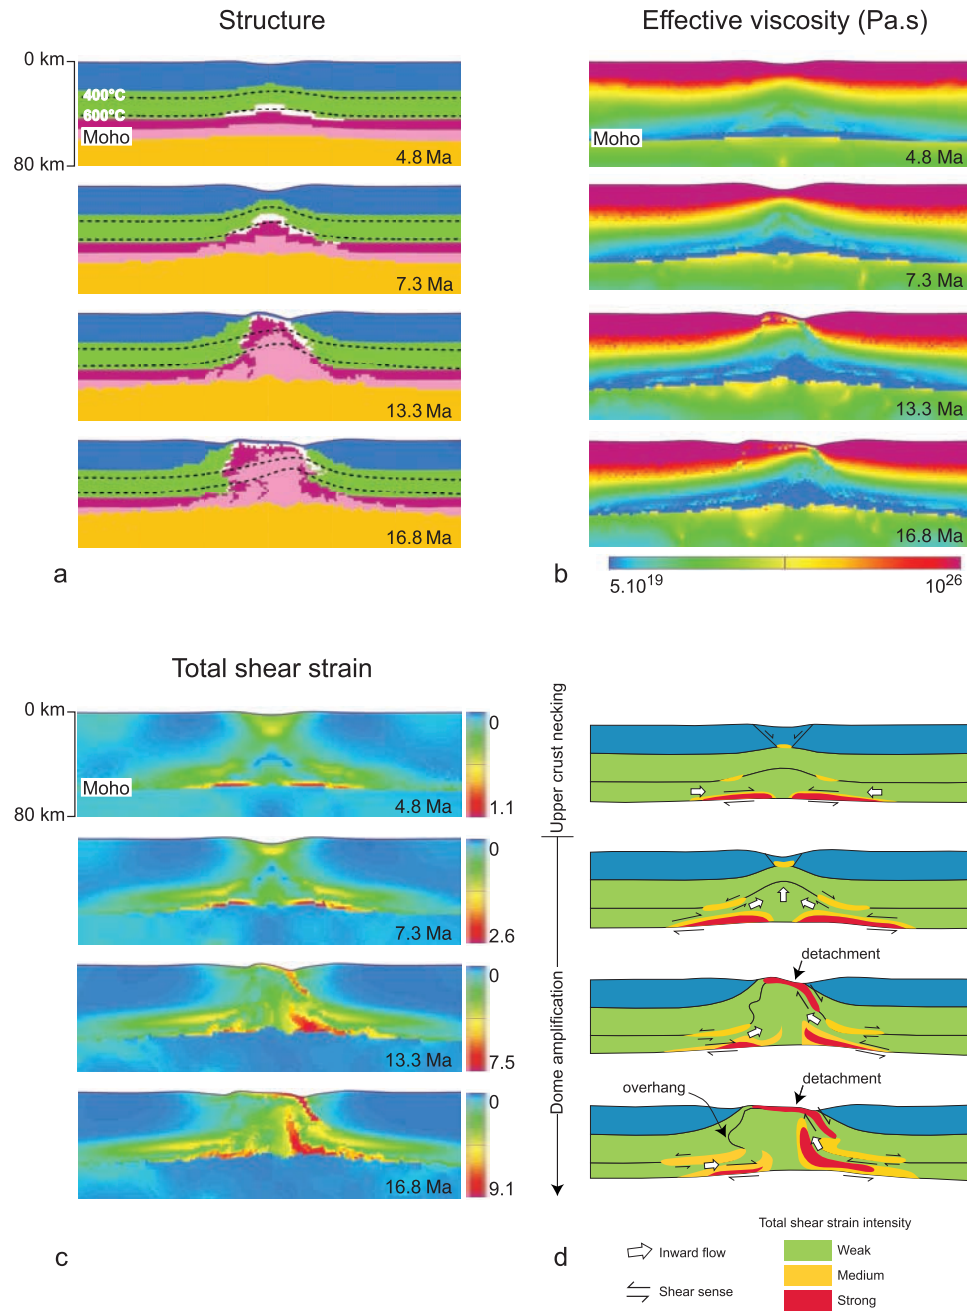 Structure
0 km
400°C
600°C
Moho
80 km
4.8 Ma
7.3 Ma
13.3 Ma
16.8 Ma
a
Effective viscosity (Pa.s)
Moho
4.8 Ma
7.3 Ma
13.3 Ma
16.8 Ma
b
5.10¹⁹
10²⁶
Total shear strain
0 km
Moho
80 km
4.8 Ma
0
1.1
7.3 Ma
0
2.6
13.3 Ma
0
7.5
16.8 Ma
0
9.1
c
Upper crust necking
Dome amplification
detachment
overhang
detachment
d
Inward flow
Shear sense
Total shear strain intensity
Weak
Medium
Strong